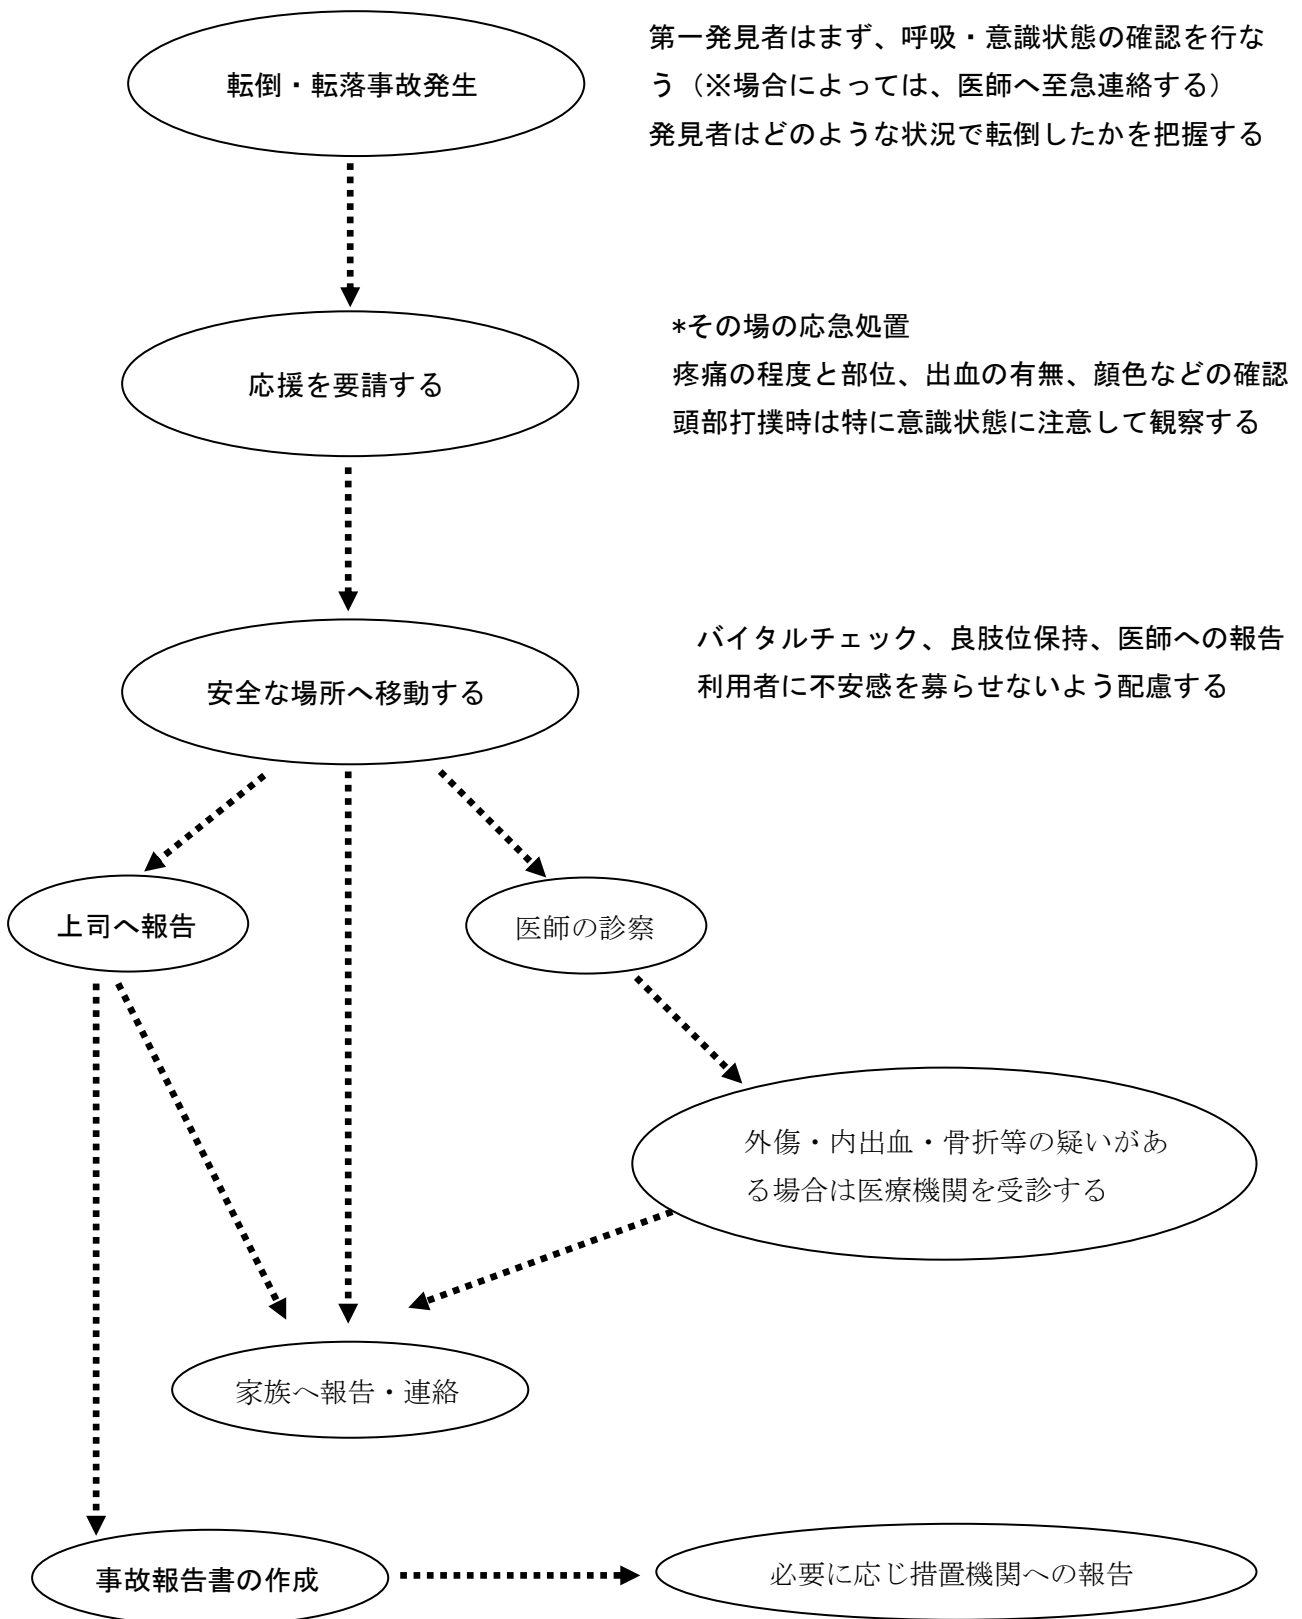 転倒・転落事故発生
第一発見者はまず、呼吸・意識状態の確認を行な
う（※場合によっては、医師へ至急連絡する）
発見者はどのような状況で転倒したかを把握する
応援を要請する
*その場の応急処置
疼痛の程度と部位、出血の有無、顔色などの確認
頭部打撲時は特に意識状態に注意して観察する
安全な場所へ移動する
バイタルチェック、良肢位保持、医師への報告
利用者に不安感を募らせないよう配慮する
上司へ報告
医師の診察
外傷・内出血・骨折等の疑いがあ
る場合は医療機関を受診する
家族へ報告・連絡
事故報告書の作成
必要に応じ措置機関への報告